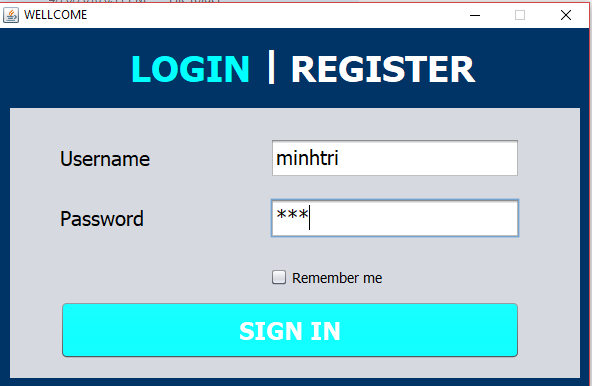 WELLCOME
LOGIN | REGISTER
Username minhtri
Password ***
Remember me
SIGN IN